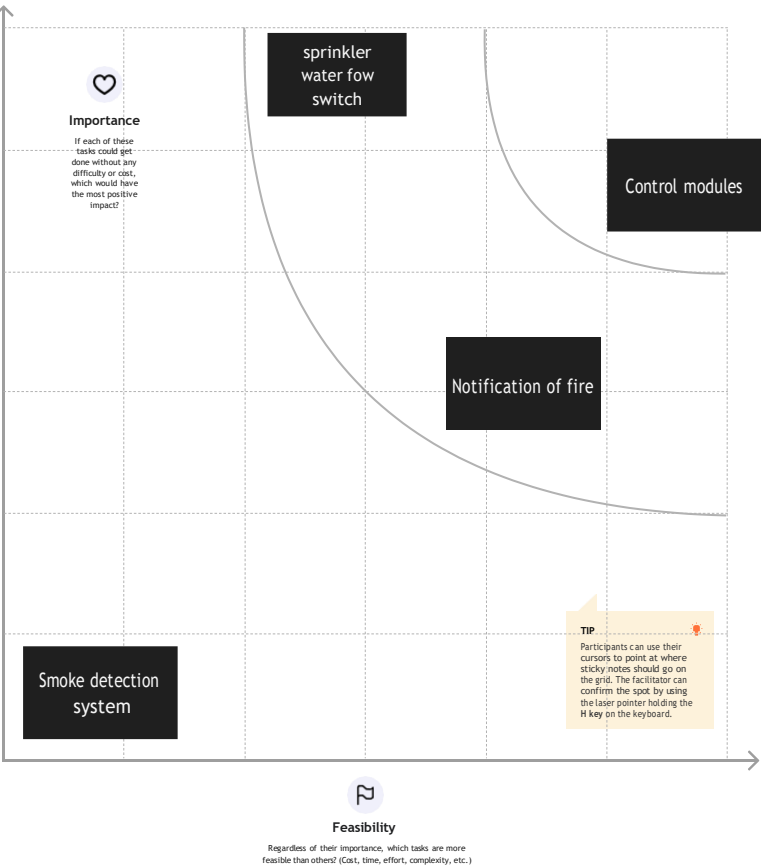 sprinkler
water fow
switch
Importance
If each of these
tasks could get
done without any
difficulty or cost,
which would have
the most positive
impact?
Control modules
Notification of fire
TIP
Participants can use their
cursors to point at where
sticky notes should go on
the grid. The facilitator can
confirm the spot by using
the laser pointer holding the
H key on the keyboard.
Smoke detection
system
Feasibility
Regardless of their importance, which tasks are more
feasible than others? (Cost, time, effort, complexity, etc.)